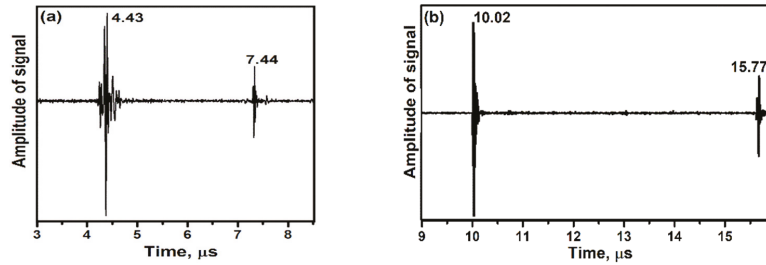 (a)
4.43
7.44
Amplitude of signal
3 4 5 6 7 8
Time, μs
(b)
10.02
15.77
Amplitude of signal
9 10 11 12 13 14 15
Time, μs